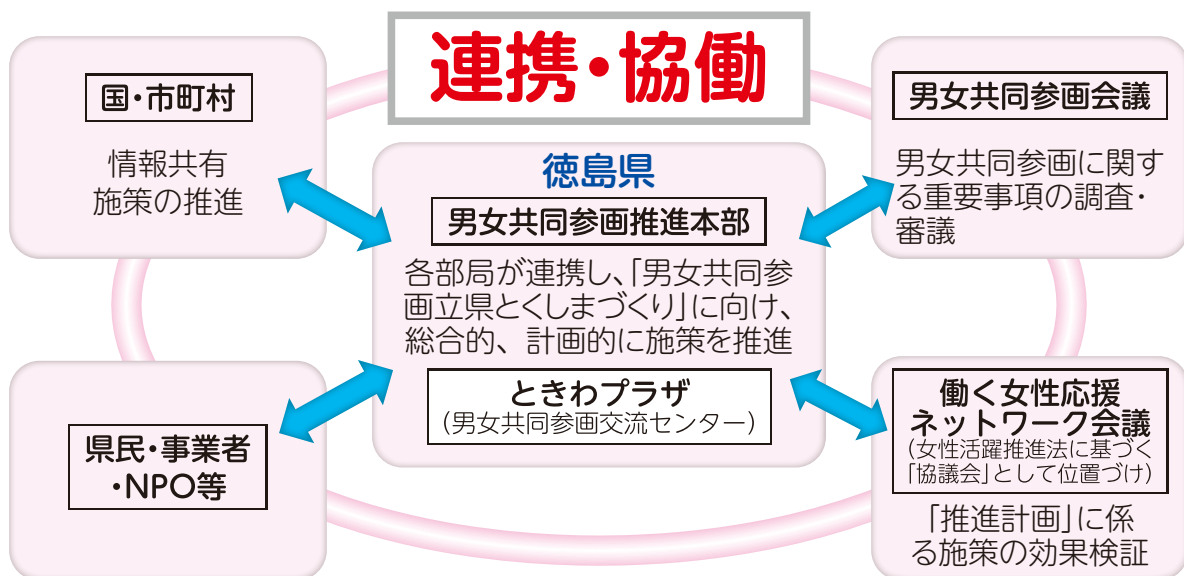 連携・協働
国・市町村
情報共有
施策の推進
徳島県
男女共同参画推進本部
各部局が連携し、「男女共同参
画立県とくしまづくり」に向け、
総合的、計画的に施策を推進
ときわプラザ
(男女共同参画交流センター)
男女共同参画会議
男女共同参画に関す
る重要事項の調査・
審議
県民・事業者
・NPO等
働く女性応援
ネットワーク会議
(女性活躍推進法に基づく
「協議会」として位置づけ)
「推進計画」に係
る施策の効果検証